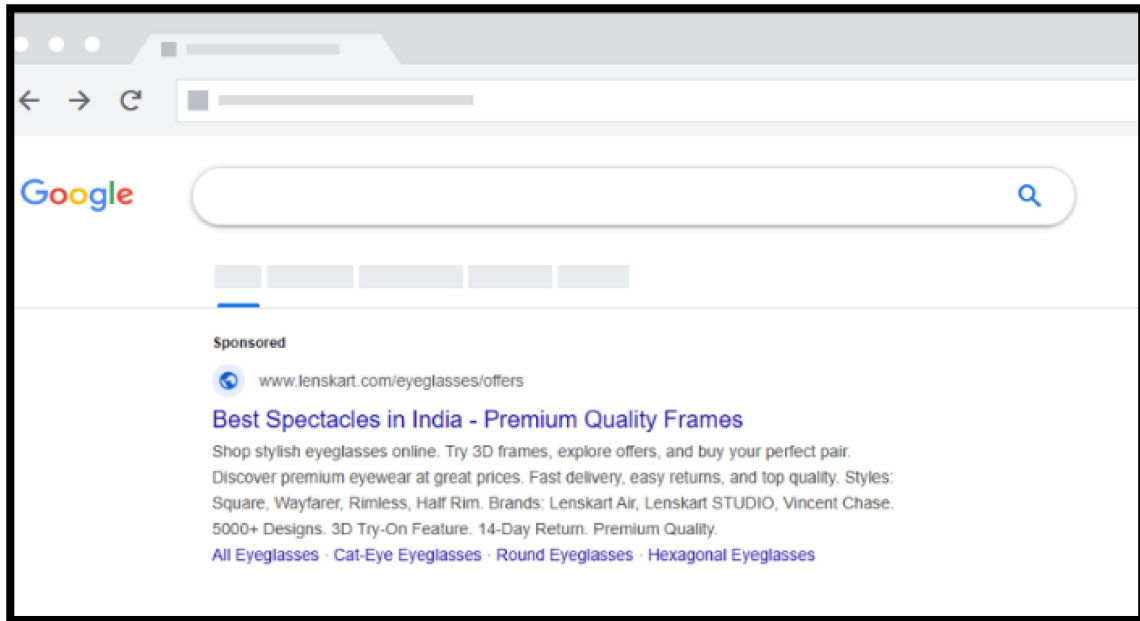 Google
Sponsored
www.lenskart.com/eyeglasses/offers
Best Spectacles in India - Premium Quality Frames
Shop stylish eyeglasses online. Try 3D frames, explore offers, and buy your perfect pair.
Discover premium eyewear at great prices. Fast delivery, easy returns, and top quality. Styles:
Square, Wayfarer, Rimless, Half Rim. Brands: Lenskart Air, Lenskart STUDIO, Vincent Chase.
5000+ Designs. 3D Try-On Feature. 14-Day Return. Premium Quality.
All Eyeglasses · Cat-Eye Eyeglasses · Round Eyeglasses · Hexagonal Eyeglasses